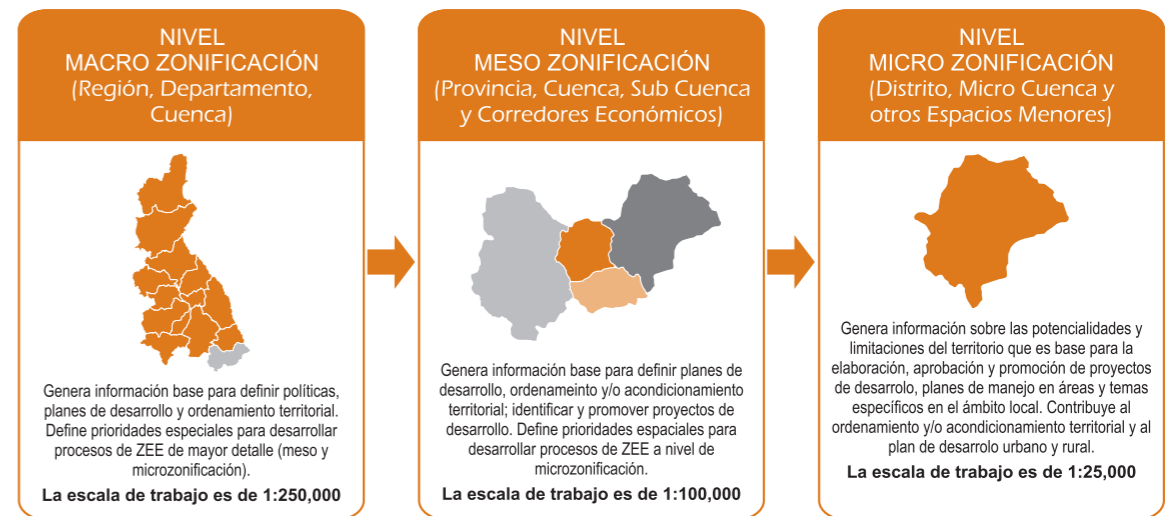 NIVEL
MACRO ZONIFICACIÓN
(Región, Departamento,
Cuenca)
Genera información base para definir políticas,
planes de desarrollo y ordenamiento territorial.
Define prioridades especiales para desarrollar
procesos de ZEE de mayor detalle (meso y
microzonificación).
La escala de trabajo es de 1:250,000
NIVEL
MESO ZONIFICACIÓN
(Provincia, Cuenca, Sub Cuenca
y Corredores Económicos)
Genera información base para definir planes de
desarrollo, ordenameinto y/o acondicionamiento
territorial; identificar y promover proyectos de
desarrollo. Define prioridades espaciales para
desarrollar procesos de ZEE a nivel de
microzonificación.
La escala de trabajo es de 1:100,000
NIVEL
MICRO ZONIFICACIÓN
(Distrito, Micro Cuenca y
otros Espacios Menores)
Genera información sobre las potencialidades y
limitaciones del territorio que es base para la
elaboración, aprobación y promoción de proyectos
de desarrolo, planes de manejo en áreas y temas
específicos en el ámbito local. Contribuye al
ordenamiento y/o acondicionamiento territorial y al
plan de desarrolo urbano y rural.
La escala de trabajo es de 1:25,000